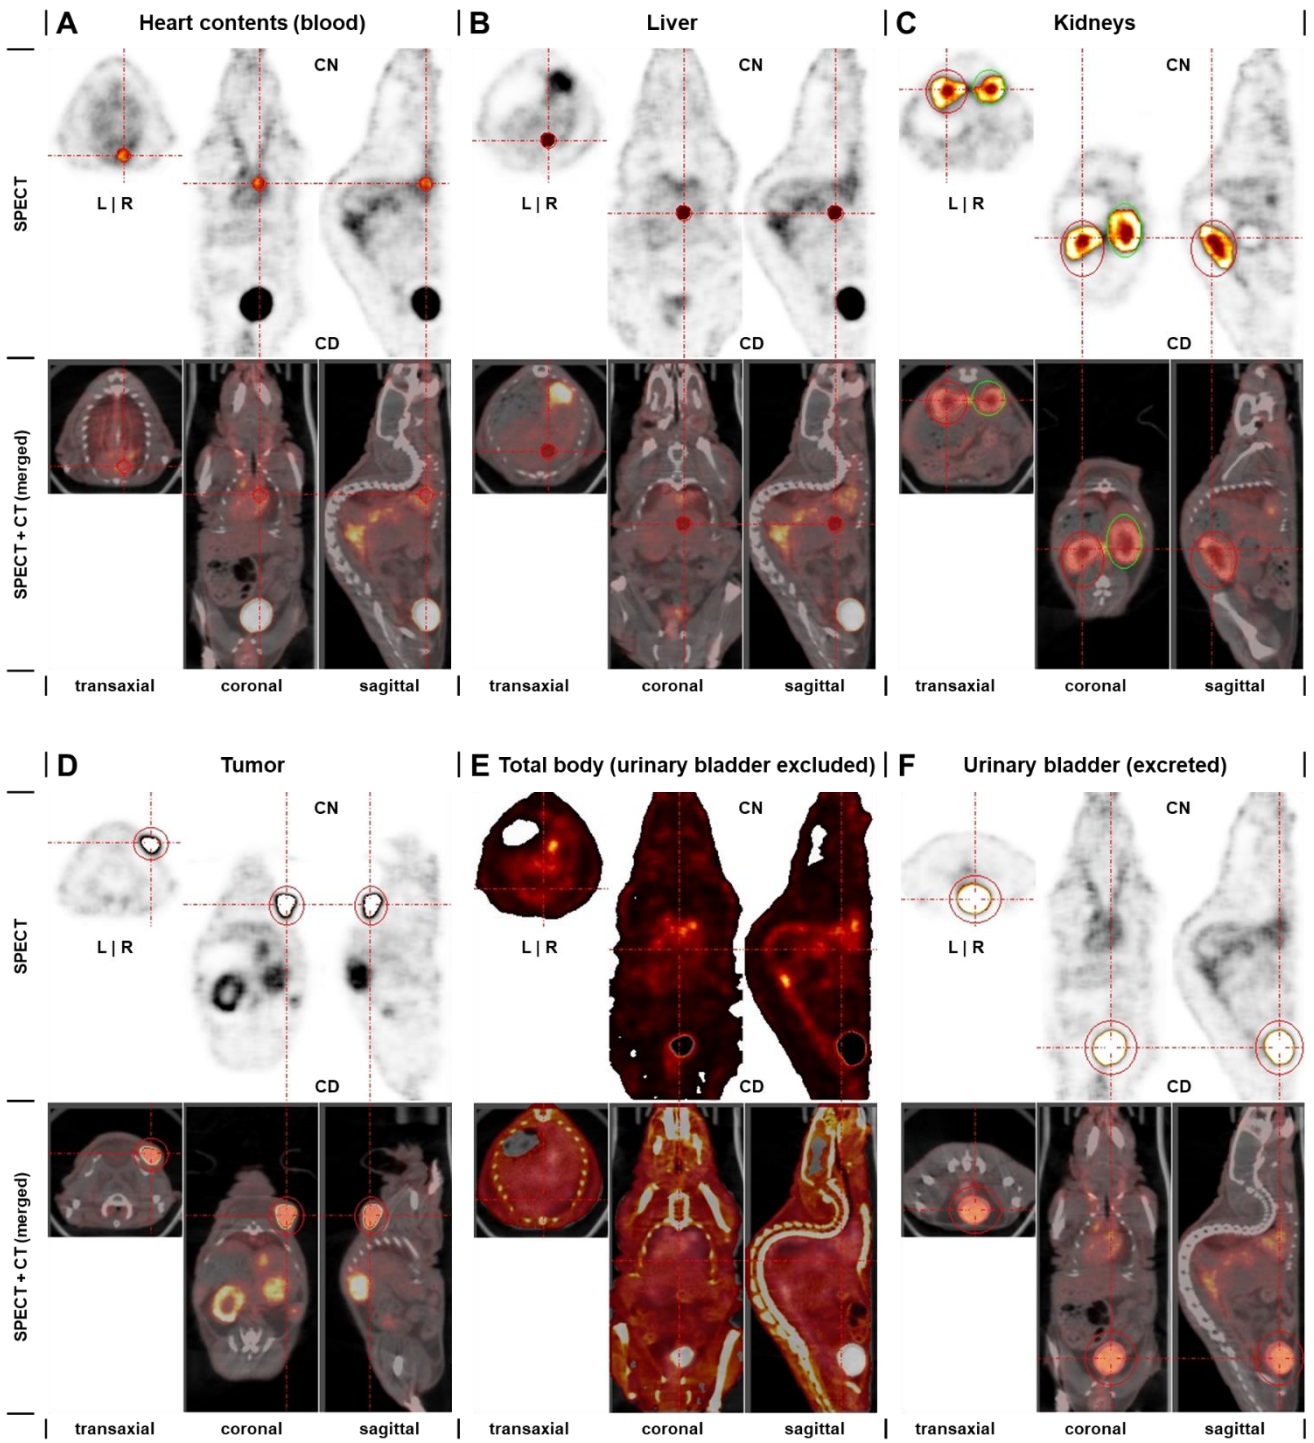 A Heart contents (blood)
B Liver
C Kidneys
SPECT
CN
CN
CN
L | R
L | R
L | R
CD
CD
CD
SPECT + CT (merged)
transaxial coronal sagittal
transaxial coronal sagittal
transaxial coronal sagittal
D Tumor
E Total body (urinary bladder excluded)
F Urinary bladder (excreted)
SPECT
CN
CN
CN
L | R
L | R
L | R
CD
CD
CD
SPECT + CT (merged)
transaxial coronal sagittal
transaxial coronal sagittal
transaxial coronal sagittal